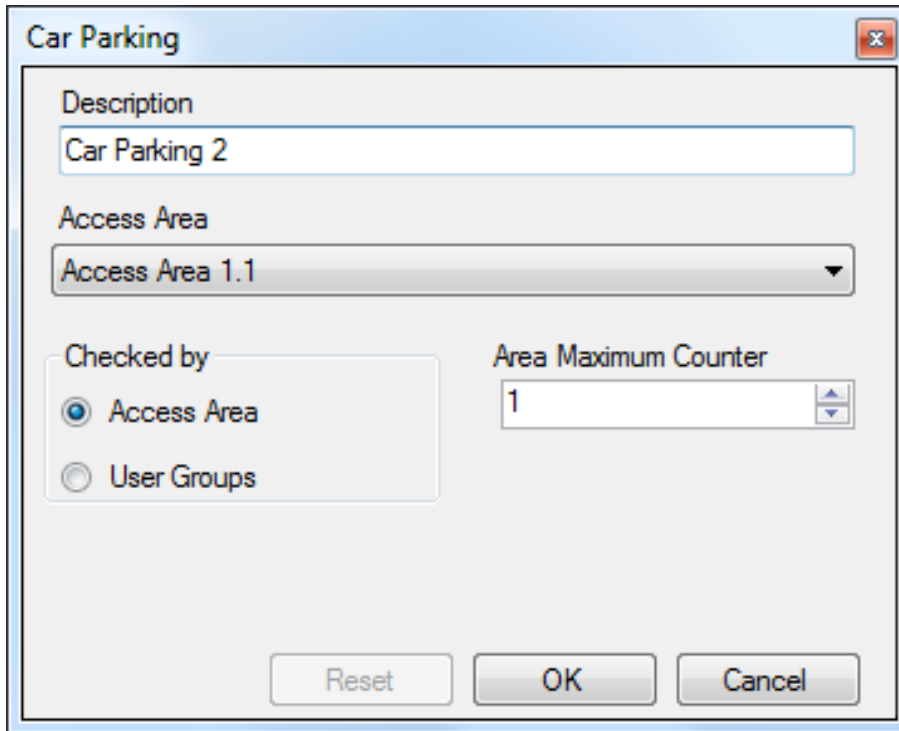 Car Parking
Description
Car Parking 2
Access Area
Access Area 1.1
Checked by
Access Area
User Groups
Area Maximum Counter
1
Reset
OK
Cancel